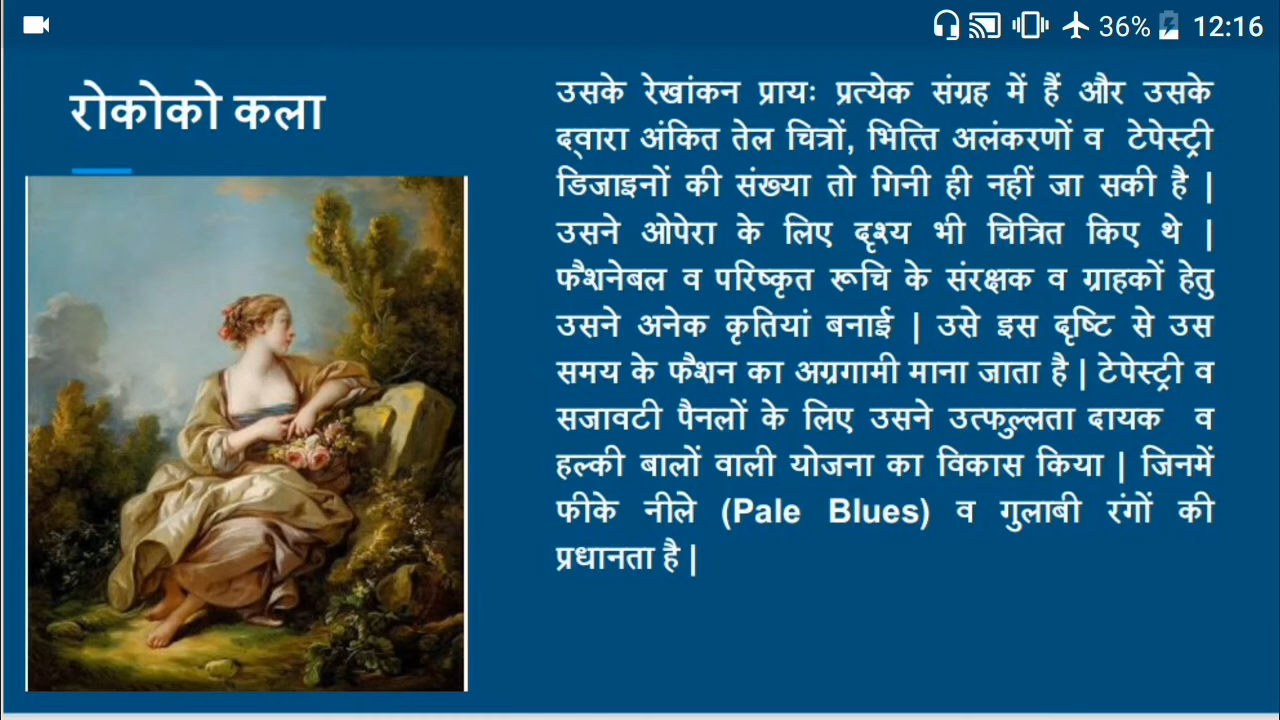 36% 12:16
रोकोको कला
उसके रेखांकन प्रायः प्रत्येक संग्रह में हैं और उसके
द्वारा अंकित तेल चित्रों, भित्ति अलंकरणों व टेपेस्ट्री
डिजाइनों की संख्या तो गिनी ही नहीं जा सकी है |
उसने ओपेरा के लिए दृश्य भी चित्रित किए थे |
फैशनेबल व परिष्कृत रूचि के संरक्षक व ग्राहकों हेतु
उसने अनेक कृतियां बनाई | उसे इस दृष्टि से उस
समय के फैशन का अग्रगामी माना जाता है | टेपेस्ट्री व
सजावटी पैनलों के लिए उसने उत्फुल्लता दायक व
हल्की बालों वाली योजना का विकास किया | जिनमें
फीके नीले (Pale Blues) व गुलाबी रंगों की
प्रधानता है |